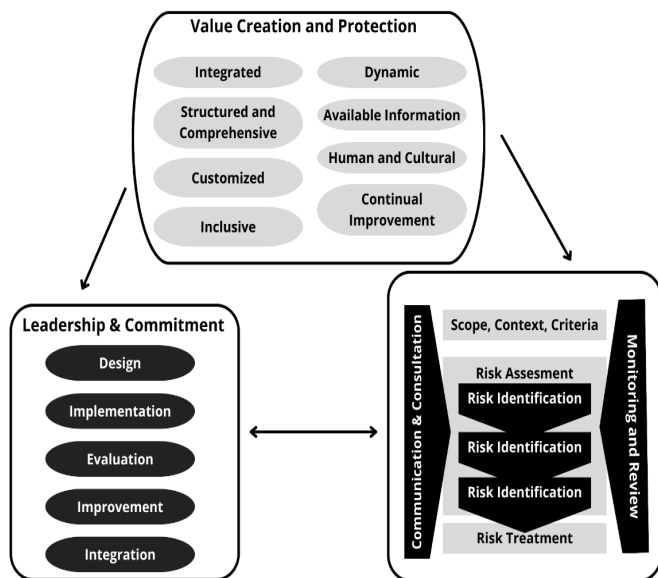 Value Creation and Protection
Integrated
Structured and
Comprehensive
Customized
Inclusive
Dynamic
Available Information
Human and Cultural
Continual
Improvement
Leadership & Commitment
Design
Implementation
Evaluation
Improvement
Integration
Communication & Consultation
Scope, Context, Criteria
Risk Assesment
Risk Identification
Risk Identification
Risk Identification
Risk Treatment
Monitoring and Review